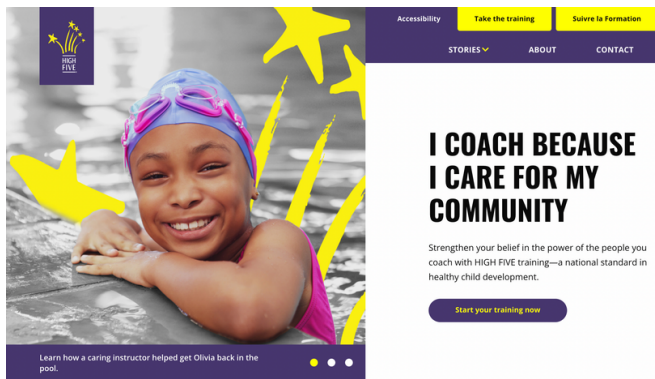 HIGH
FIVE
Accessibility
Take the training
Suivre la Formation
STORIES
ABOUT
CONTACT
I COACH BECAUSE
I CARE FOR MY
COMMUNITY
Strengthen your belief in the power of the people you
coach with HIGH FIVE training—a national standard in
healthy child development.
Start your training now
Learn how a caring instructor helped get Olivia back in the
pool.